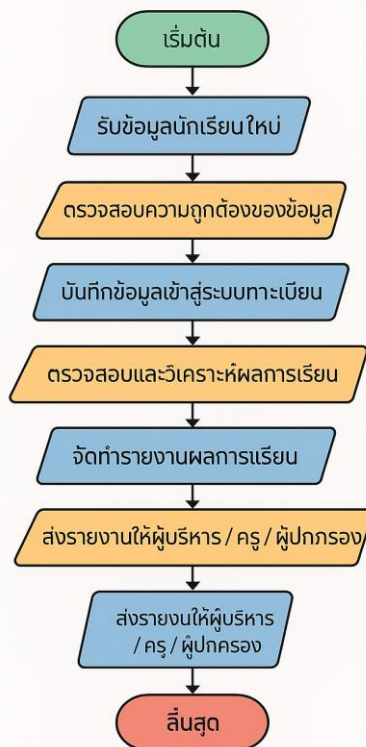 เริ่มต้น
รับข้อมูลนักเรียนใหบ่
ตรวจสอบความถูกต้องของข้อมูล
บันทึกข้อมูลเข้าสู่ระบบทาะเบียน
ตรวจสอบและวิเคราะห์ผลการเรียน
จัดทำรายงานผลการแรียน
ส่งรายงานให้ผู้บริหาร / ครู / ผู้ปกภรอง
ส่งรายงนให้ผู้บริหาร
/ ครู / ผู้ปกครอง
ลิ้นสุด